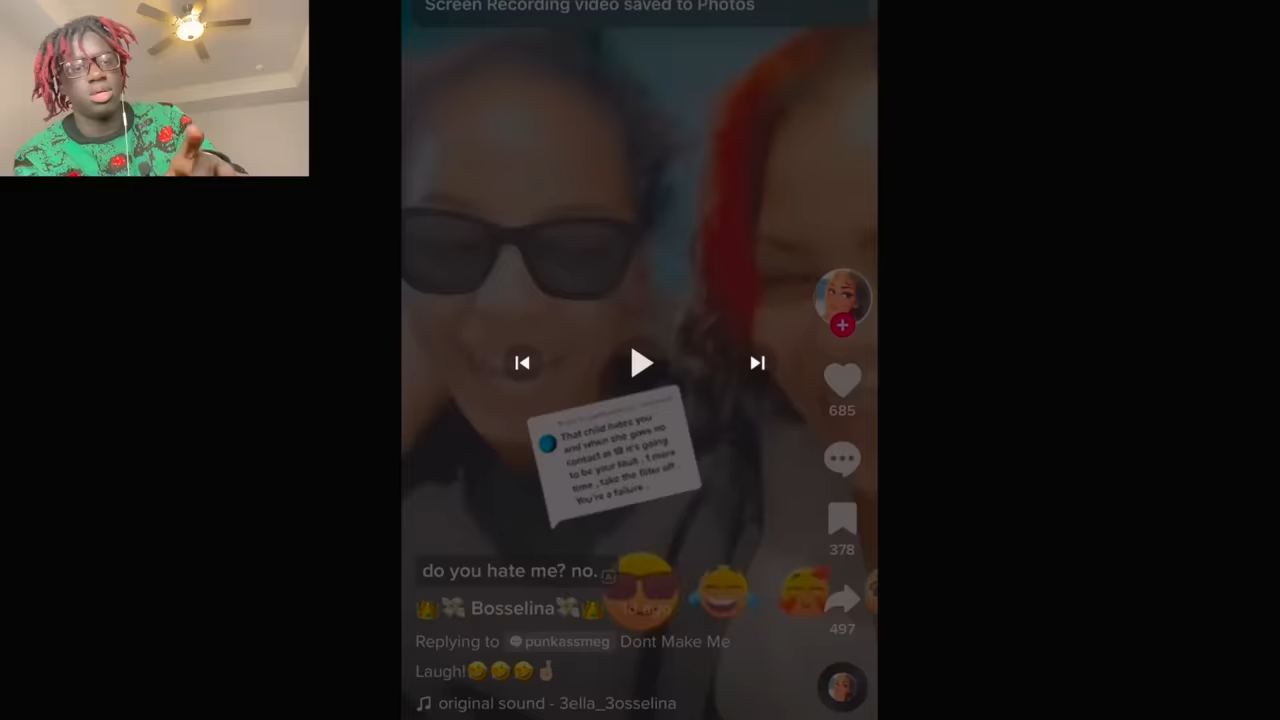 Screen Recording video saved to Photos
That child hates you
and when she goes no
contact at 18 it's going
to be your fault . 1 more
time , take the filter off .
You're a failure .
685
378
do you hate me? no.
Bosselina
1d ago
497
Replying to punkassmeg Dont Make Me
Laugh!
original sound - 3ella_3osselina